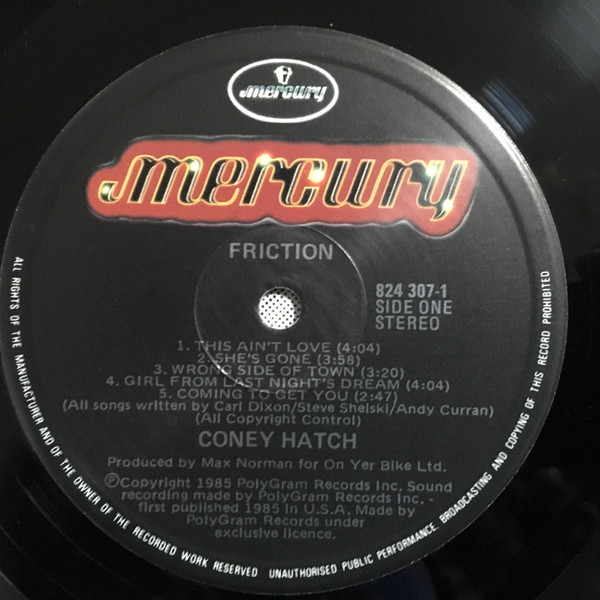 mercury
mercury
FRICTION
824 307-1
SIDE ONE
STEREO
1. THIS AIN'T LOVE (4:04)
2. SHE'S GONE (3:58)
3. WRONG SIDE OF TOWN (3:20)
4. GIRL FROM LAST NIGHT'S DREAM (4:04)
5. COMING TO GET YOU (2:47)
(All songs written by Carl Dixon/Steve Shelski/Andy Curran)
(All Copyright Control)
CONEY HATCH
Produced by Max Norman for On Yer Bike Ltd.
ⓅCopyright 1985 PolyGram Records Inc. Sound
recording made by PolyGram Records Inc. -
first published 1985 in U.S.A. Made by
PolyGram Records under
exclusive licence.
ALL RIGHTS OF THE MANUFACTURER AND OF THE OWNER OF THE RECORDED WORK RESERVED UNAUTHORISED PUBLIC PERFORMANCE, BROADCASTING AND COPYING OF THIS RECORD PROHIBITED